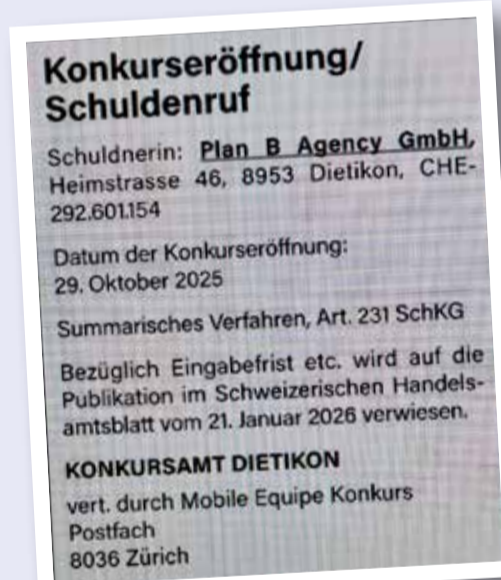 Konkurseröffnung/
Schuldenruf
Schuldnerin: Plan B Agency GmbH,
Heimstrasse 46, 8953 Dietikon, CHE-
292.601.154
Datum der Konkurseröffnung:
29. Oktober 2025
Summarisches Verfahren, Art. 231 SchKG
Bezüglich Eingabefrist etc. wird auf die
Publikation im Schweizerischen Handels-
amtsblatt vom 21. Januar 2026 verwiesen.
KONKURSAMT DIETIKON
vert. durch Mobile Equipe Konkurs
Postfach
8036 Zürich